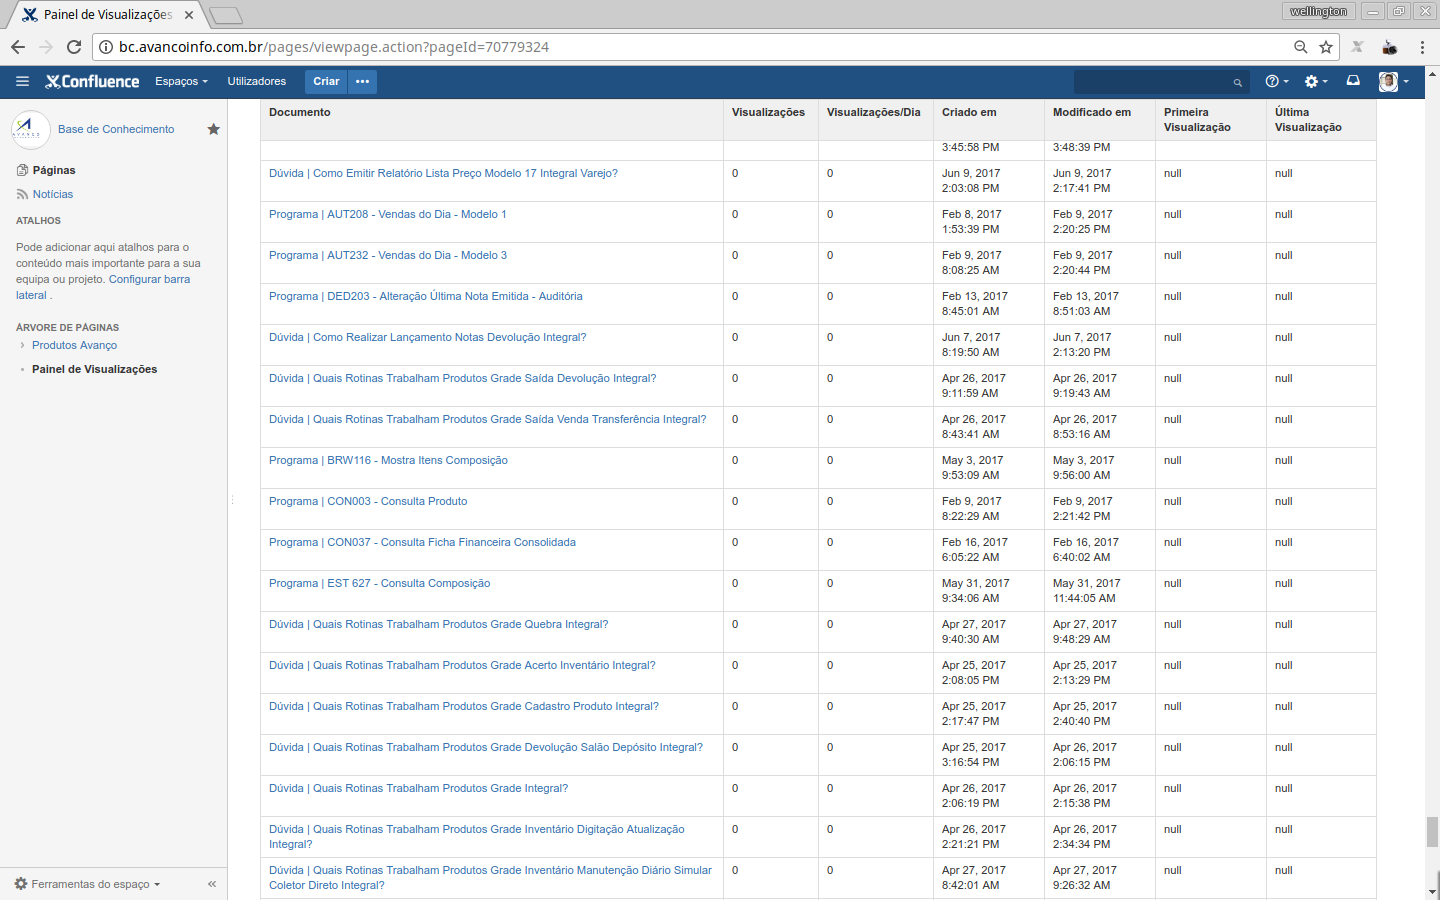 Painel de Visualizações
wellington
bc.avancoinfo.com.br/pages/viewpage.action?pageId=70779324
Confluence
Espaços
Utilizadores
Criar
Base de Conhecimento
Páginas
Notícias
ATALHOS
Pode adicionar aqui atalhos para o
conteúdo mais importante para a sua
equipa ou projeto. Configurar barra
lateral .
ÁRVORE DE PÁGINAS
Produtos Avanço
Painel de Visualizações
Ferramentas do espaço
Documento Visualizações Visualizações/Dia Criado em Modificado em Primeira Visualização Última Visualização
3:45:58 PM 3:48:39 PM
Dúvida | Como Emitir Relatório Lista Preço Modelo 17 Integral Varejo? 0 0 Jun 9, 2017 Jun 9, 2017 null null
2:03:08 PM 2:17:41 PM
Programa | AUT208 - Vendas do Dia - Modelo 1 0 0 Feb 8, 2017 Feb 9, 2017 null null
1:53:39 PM 2:20:25 PM
Programa | AUT232 - Vendas do Dia - Modelo 3 0 0 Feb 9, 2017 Feb 9, 2017 null null
8:08:25 AM 2:20:44 PM
Programa | DED203 - Alteração Última Nota Emitida - Auditória 0 0 Feb 13, 2017 Feb 13, 2017 null null
8:45:01 AM 8:51:03 AM
Dúvida | Como Realizar Lançamento Notas Devolução Integral? 0 0 Jun 7, 2017 Jun 7, 2017 null null
8:19:50 AM 2:13:20 PM
Dúvida | Quais Rotinas Trabalham Produtos Grade Saída Devolução Integral? 0 0 Apr 26, 2017 Apr 26, 2017 null null
9:11:59 AM 9:19:43 AM
Dúvida | Quais Rotinas Trabalham Produtos Grade Saída Venda Transferência Integral? 0 0 Apr 26, 2017 Apr 26, 2017 null null
8:43:41 AM 8:53:16 AM
Programa | BRW116 - Mostra Itens Composição 0 0 May 3, 2017 May 3, 2017 null null
9:53:09 AM 9:56:00 AM
Programa | CON003 - Consulta Produto 0 0 Feb 9, 2017 Feb 9, 2017 null null
8:22:29 AM 2:21:42 PM
Programa | CON037 - Consulta Ficha Financeira Consolidada 0 0 Feb 16, 2017 Feb 16, 2017 null null
6:05:22 AM 6:40:02 AM
Programa | EST 627 - Consulta Composição 0 0 May 31, 2017 May 31, 2017 null null
9:34:06 AM 11:44:05 AM
Dúvida | Quais Rotinas Trabalham Produtos Grade Quebra Integral? 0 0 Apr 27, 2017 Apr 27, 2017 null null
9:40:30 AM 9:48:29 AM
Dúvida | Quais Rotinas Trabalham Produtos Grade Acerto Inventário Integral? 0 0 Apr 25, 2017 Apr 25, 2017 null null
2:08:05 PM 2:13:29 PM
Dúvida | Quais Rotinas Trabalham Produtos Grade Cadastro Produto Integral? 0 0 Apr 25, 2017 Apr 25, 2017 null null
2:17:47 PM 2:40:40 PM
Dúvida | Quais Rotinas Trabalham Produtos Grade Devolução Salão Depósito Integral? 0 0 Apr 25, 2017 Apr 26, 2017 null null
3:16:54 PM 2:06:15 PM
Dúvida | Quais Rotinas Trabalham Produtos Grade Integral? 0 0 Apr 26, 2017 Apr 26, 2017 null null
2:06:19 PM 2:15:38 PM
Dúvida | Quais Rotinas Trabalham Produtos Grade Inventário Digitação Atualização 0 0 Apr 26, 2017 Apr 26, 2017 null null
Integral? 2:21:21 PM 2:34:34 PM
Dúvida | Quais Rotinas Trabalham Produtos Grade Inventário Manutenção Diário Simular 0 0 Apr 27, 2017 Apr 27, 2017 null null
Coletor Direto Integral? 8:42:01 AM 9:26:32 AM